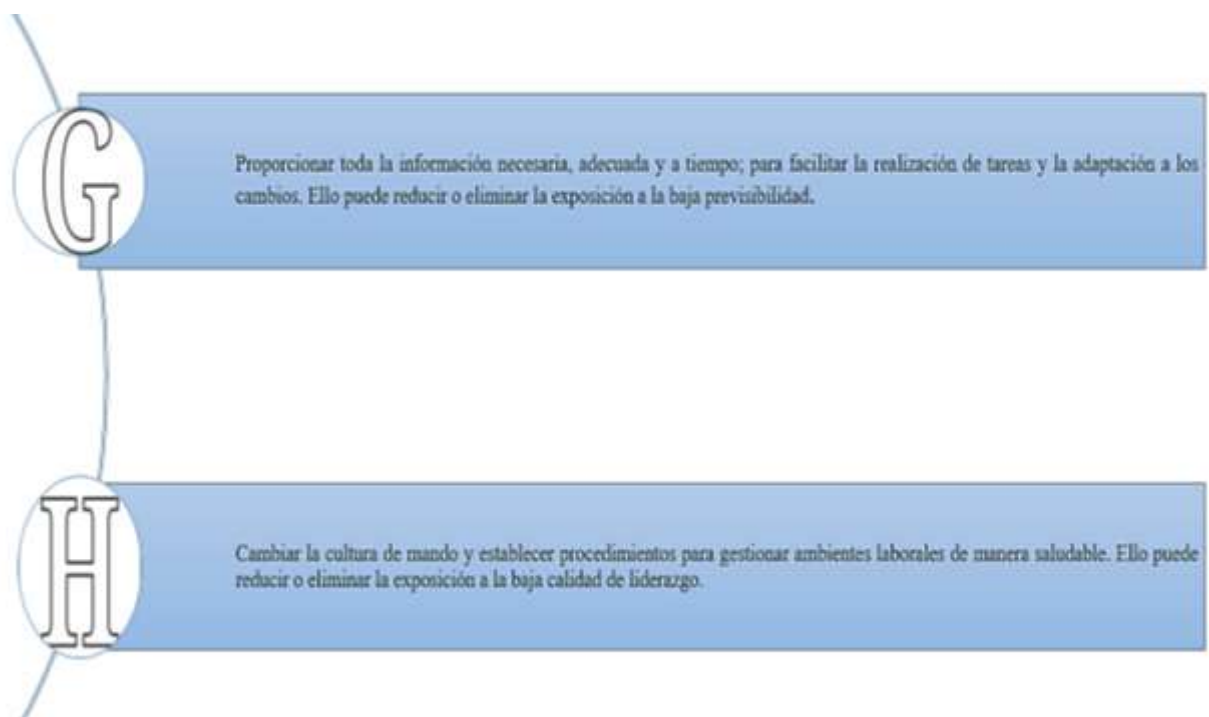 G
Proporcionar toda la información necesaria, adecuada y a tiempo; para facilitar la realización de tareas y la adaptación a los
cambios. Ello puede reducir o eliminar la exposición a la baja previsibilidad.
H
Cambiar la cultura de mando y establecer procedimientos para gestionar ambientes laborales de manera saludable. Ello puede
reducir o eliminar la exposición a la baja calidad de liderazgo.